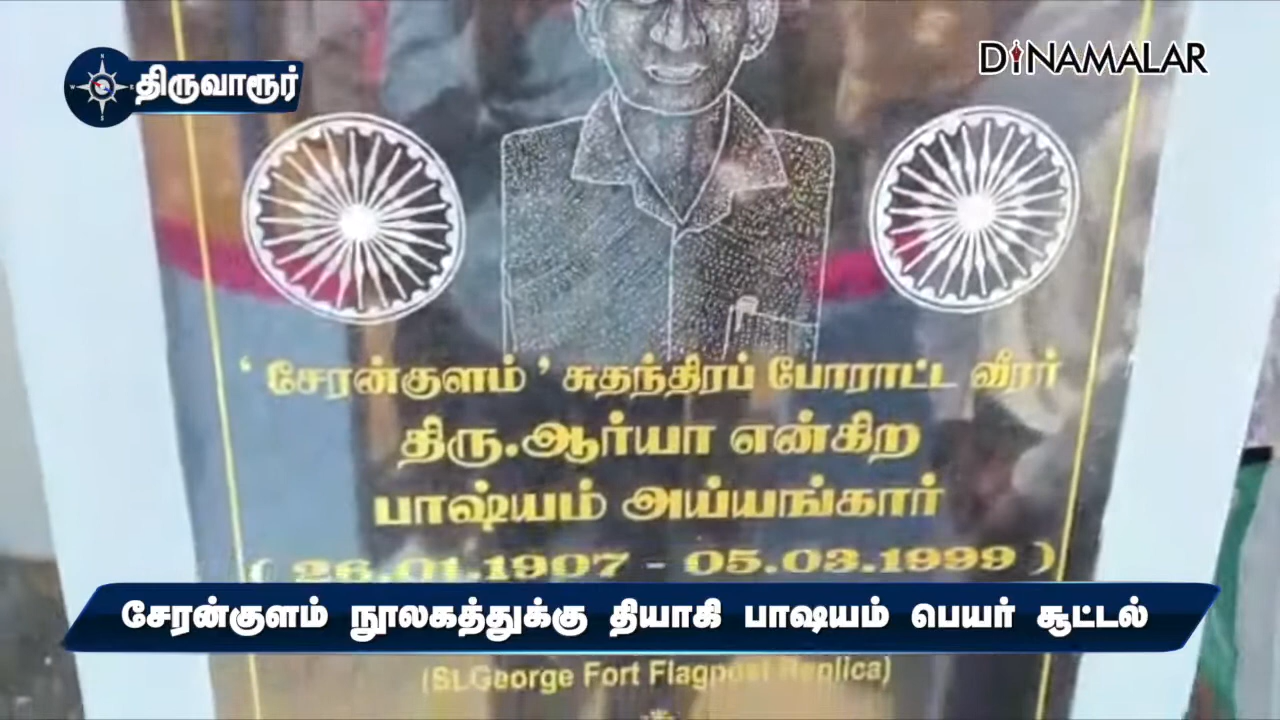 திருவாரூர்
DINAMALAR
' சேரன்குளம் ' சுதந்திரப் போராட்ட வீரர்
திரு.ஆர்யா என்கிற
பாஷ்யம் அய்யங்கார்
( 26.01.1907 - 05.03.1999 )
சேரன்குளம் நூலகத்துக்கு தியாகி பாஷயம் பெயர் சூட்டல்
(St.George Fort Flagpost Replica)